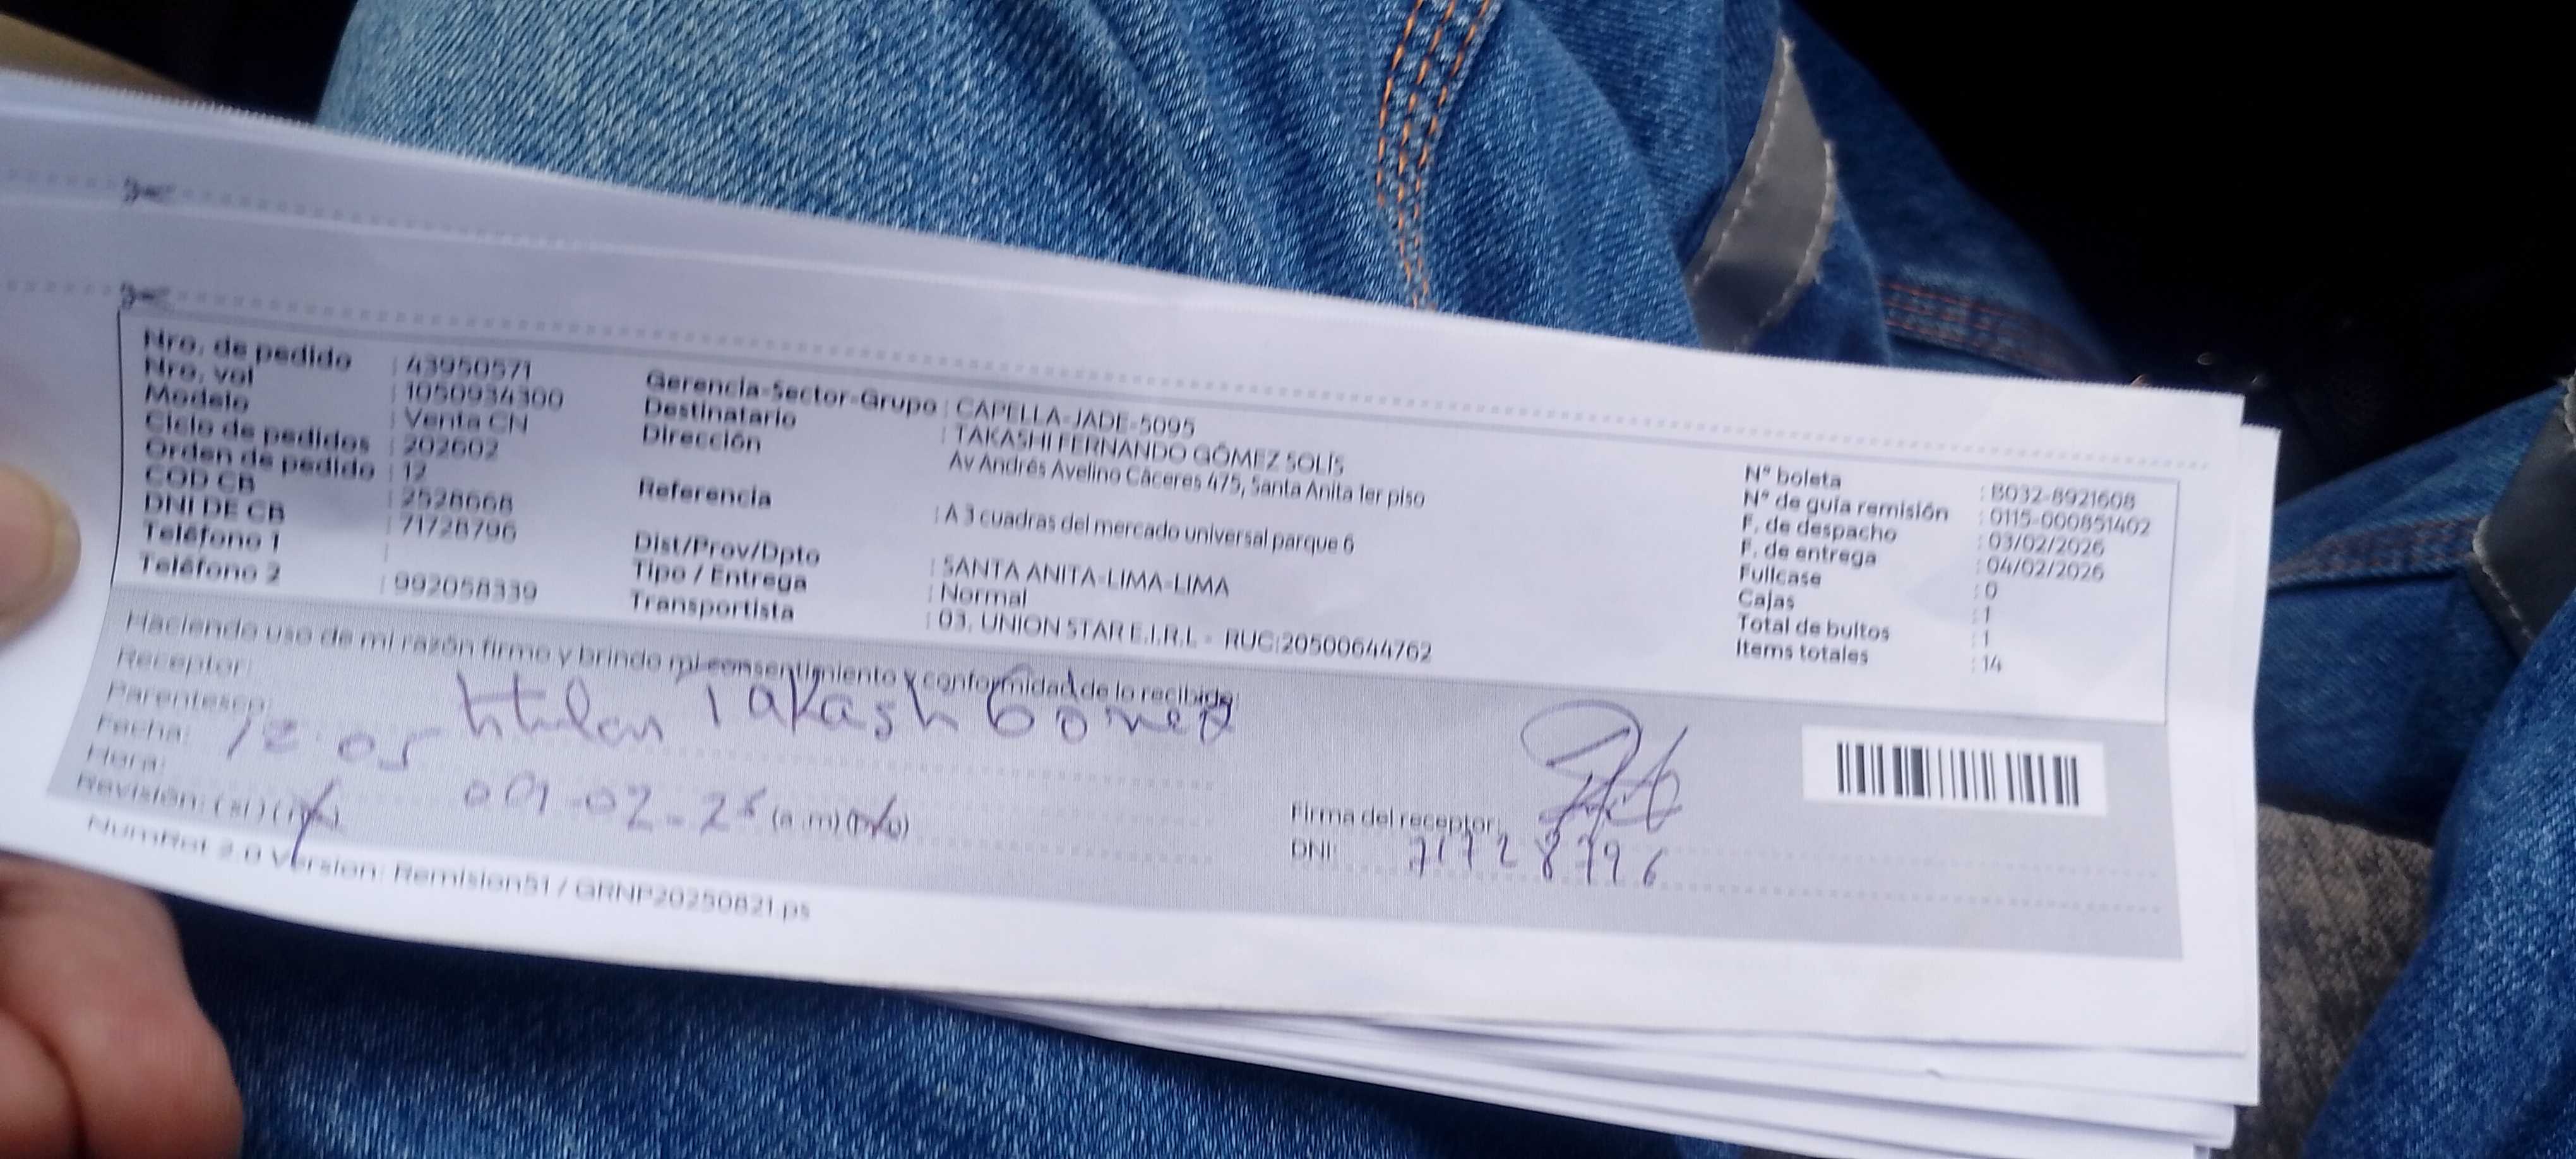 Nro. de pedido : 43950571
Nro. vol : 1050934300
Modelo : Venta CN
Ciclo de pedidos : 202602
Orden de pedido : 12
COD CB : 2528668
DNI DE CB : 71728796
Teléfono 1 :
Teléfono 2 : 992058339
Gerencia-Sector-Grupo : CAPELLA-JADE-5095
Destinatario : TAKASHI FERNANDO GÓMEZ SOLÍS
Dirección Av Andrés Avelino Cáceres 475, Santa Anita 1er piso
Referencia : A 3 cuadras del mercado universal parque 6
Dist/Prov/Dpto : SANTA ANITA-LIMA-LIMA
Tipo / Entrega : Normal
Transportista : 03. UNION STAR E.I.R.L - RUC:20500644762
N° boleta : B032-8921608
N° de guía remisión : 0115-000851402
F. de despacho : 03/02/2026
F. de entrega : 04/02/2026
Fullcase : 0
Cajas : 1
Total de bultos : 1
Items totales : 14
Haciendo uso de mi razón firmo y brindo mi consentimiento y conformidad de lo recibido:
Receptor:
Parentesco: titular Takashi Gómez
Fecha: 12:05
Hora: (a .m)
Revisión: (si)
Firma del receptor:
DNI: 71728796
NumRot 2.0 Version: Remision51 / GRNP20250821.ps